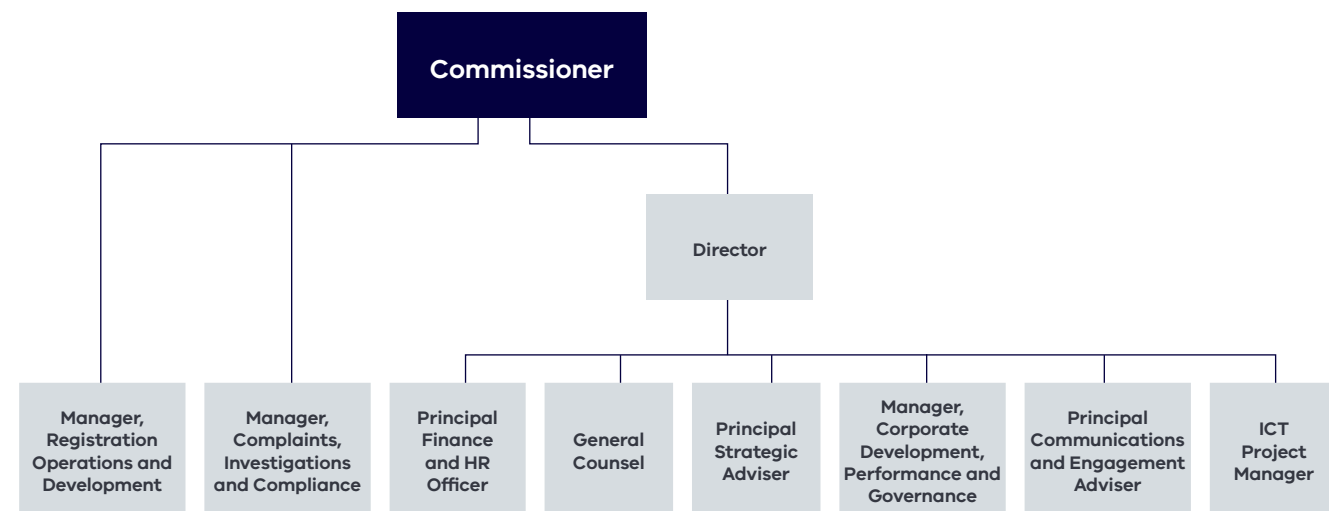 Commissioner
Director
Manager,
Registration
Operations and
Development
Manager,
Complaints,
Investigations
and Compliance
Principal
Finance
and HR
Officer
General
Counsel
Principal
Strategic
Adviser
Manager,
Corporate
Development,
Performance and
Governance
Principal
Communications
and Engagement
Adviser
ICT
Project
Manager